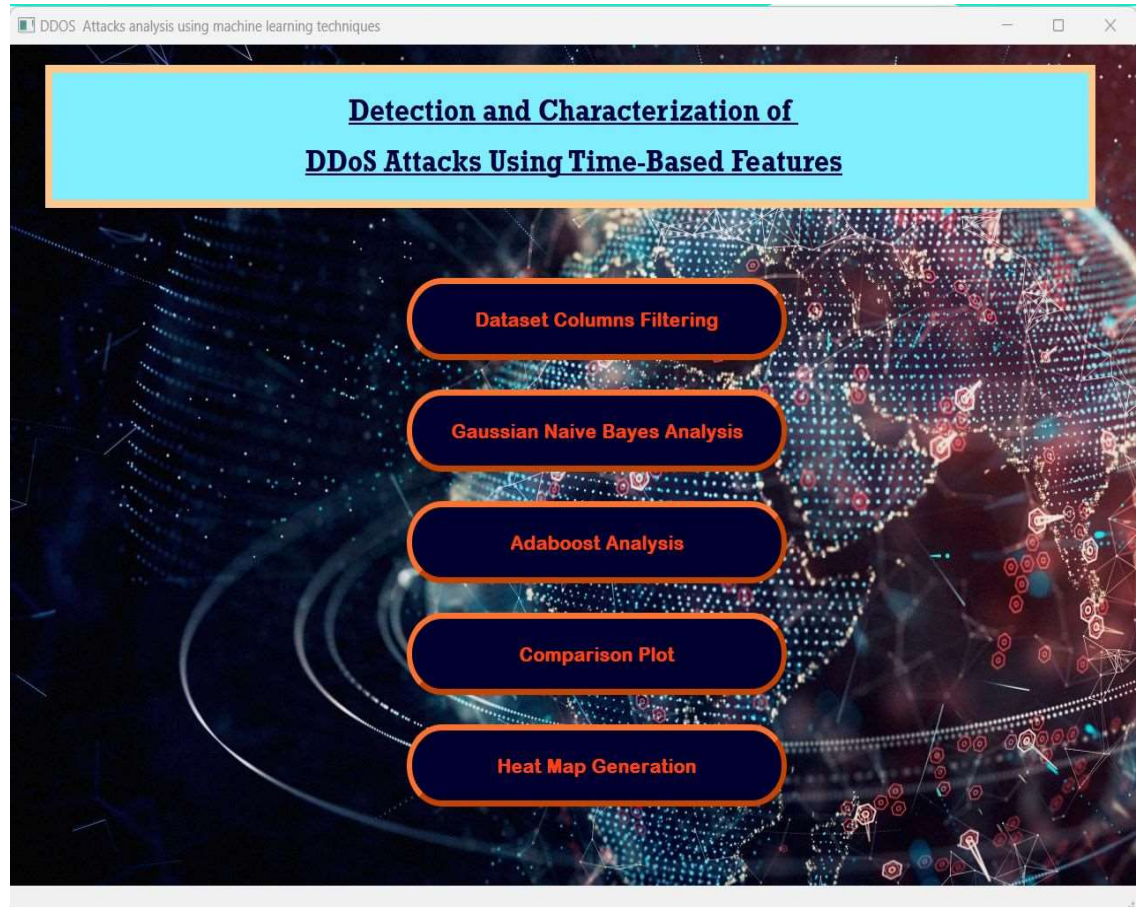 DDOS  Attacks analysis using machine learning techniques
Detection and Characterization of
DDoS Attacks Using Time-Based Features
Dataset Columns Filtering
Gaussian Naive Bayes Analysis
Adaboost Analysis
Comparison Plot
Heat Map Generation